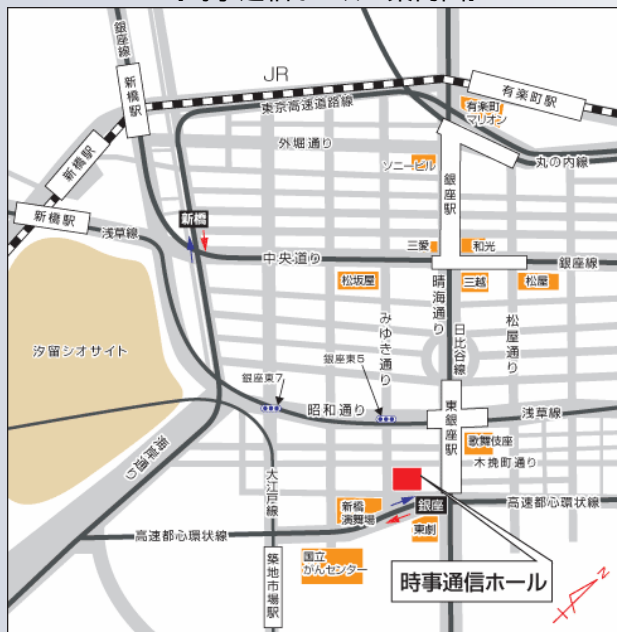 銀座線
新橋駅
JR
有楽町駅
東京高速道路線
有楽町
マリオン
外堀通り
丸の内線
ソニービル
新橋駅
銀座駅
新橋駅
新橋
浅草線
三愛
和光
中央道り
銀座線
松坂屋
晴海通り
三越
松屋
みゆき通り
日比谷線
松屋通り
汐留シオサイト
銀座東5
銀座東7
昭和通り
東銀座駅
浅草線
歌舞伎座
海岸通り
木挽町通り
大江戸線
新橋
演舞場
銀座
高速都心環状線
東劇
高速都心環状線
国立
がんセンター
築地市場駅
時事通信ホール
N